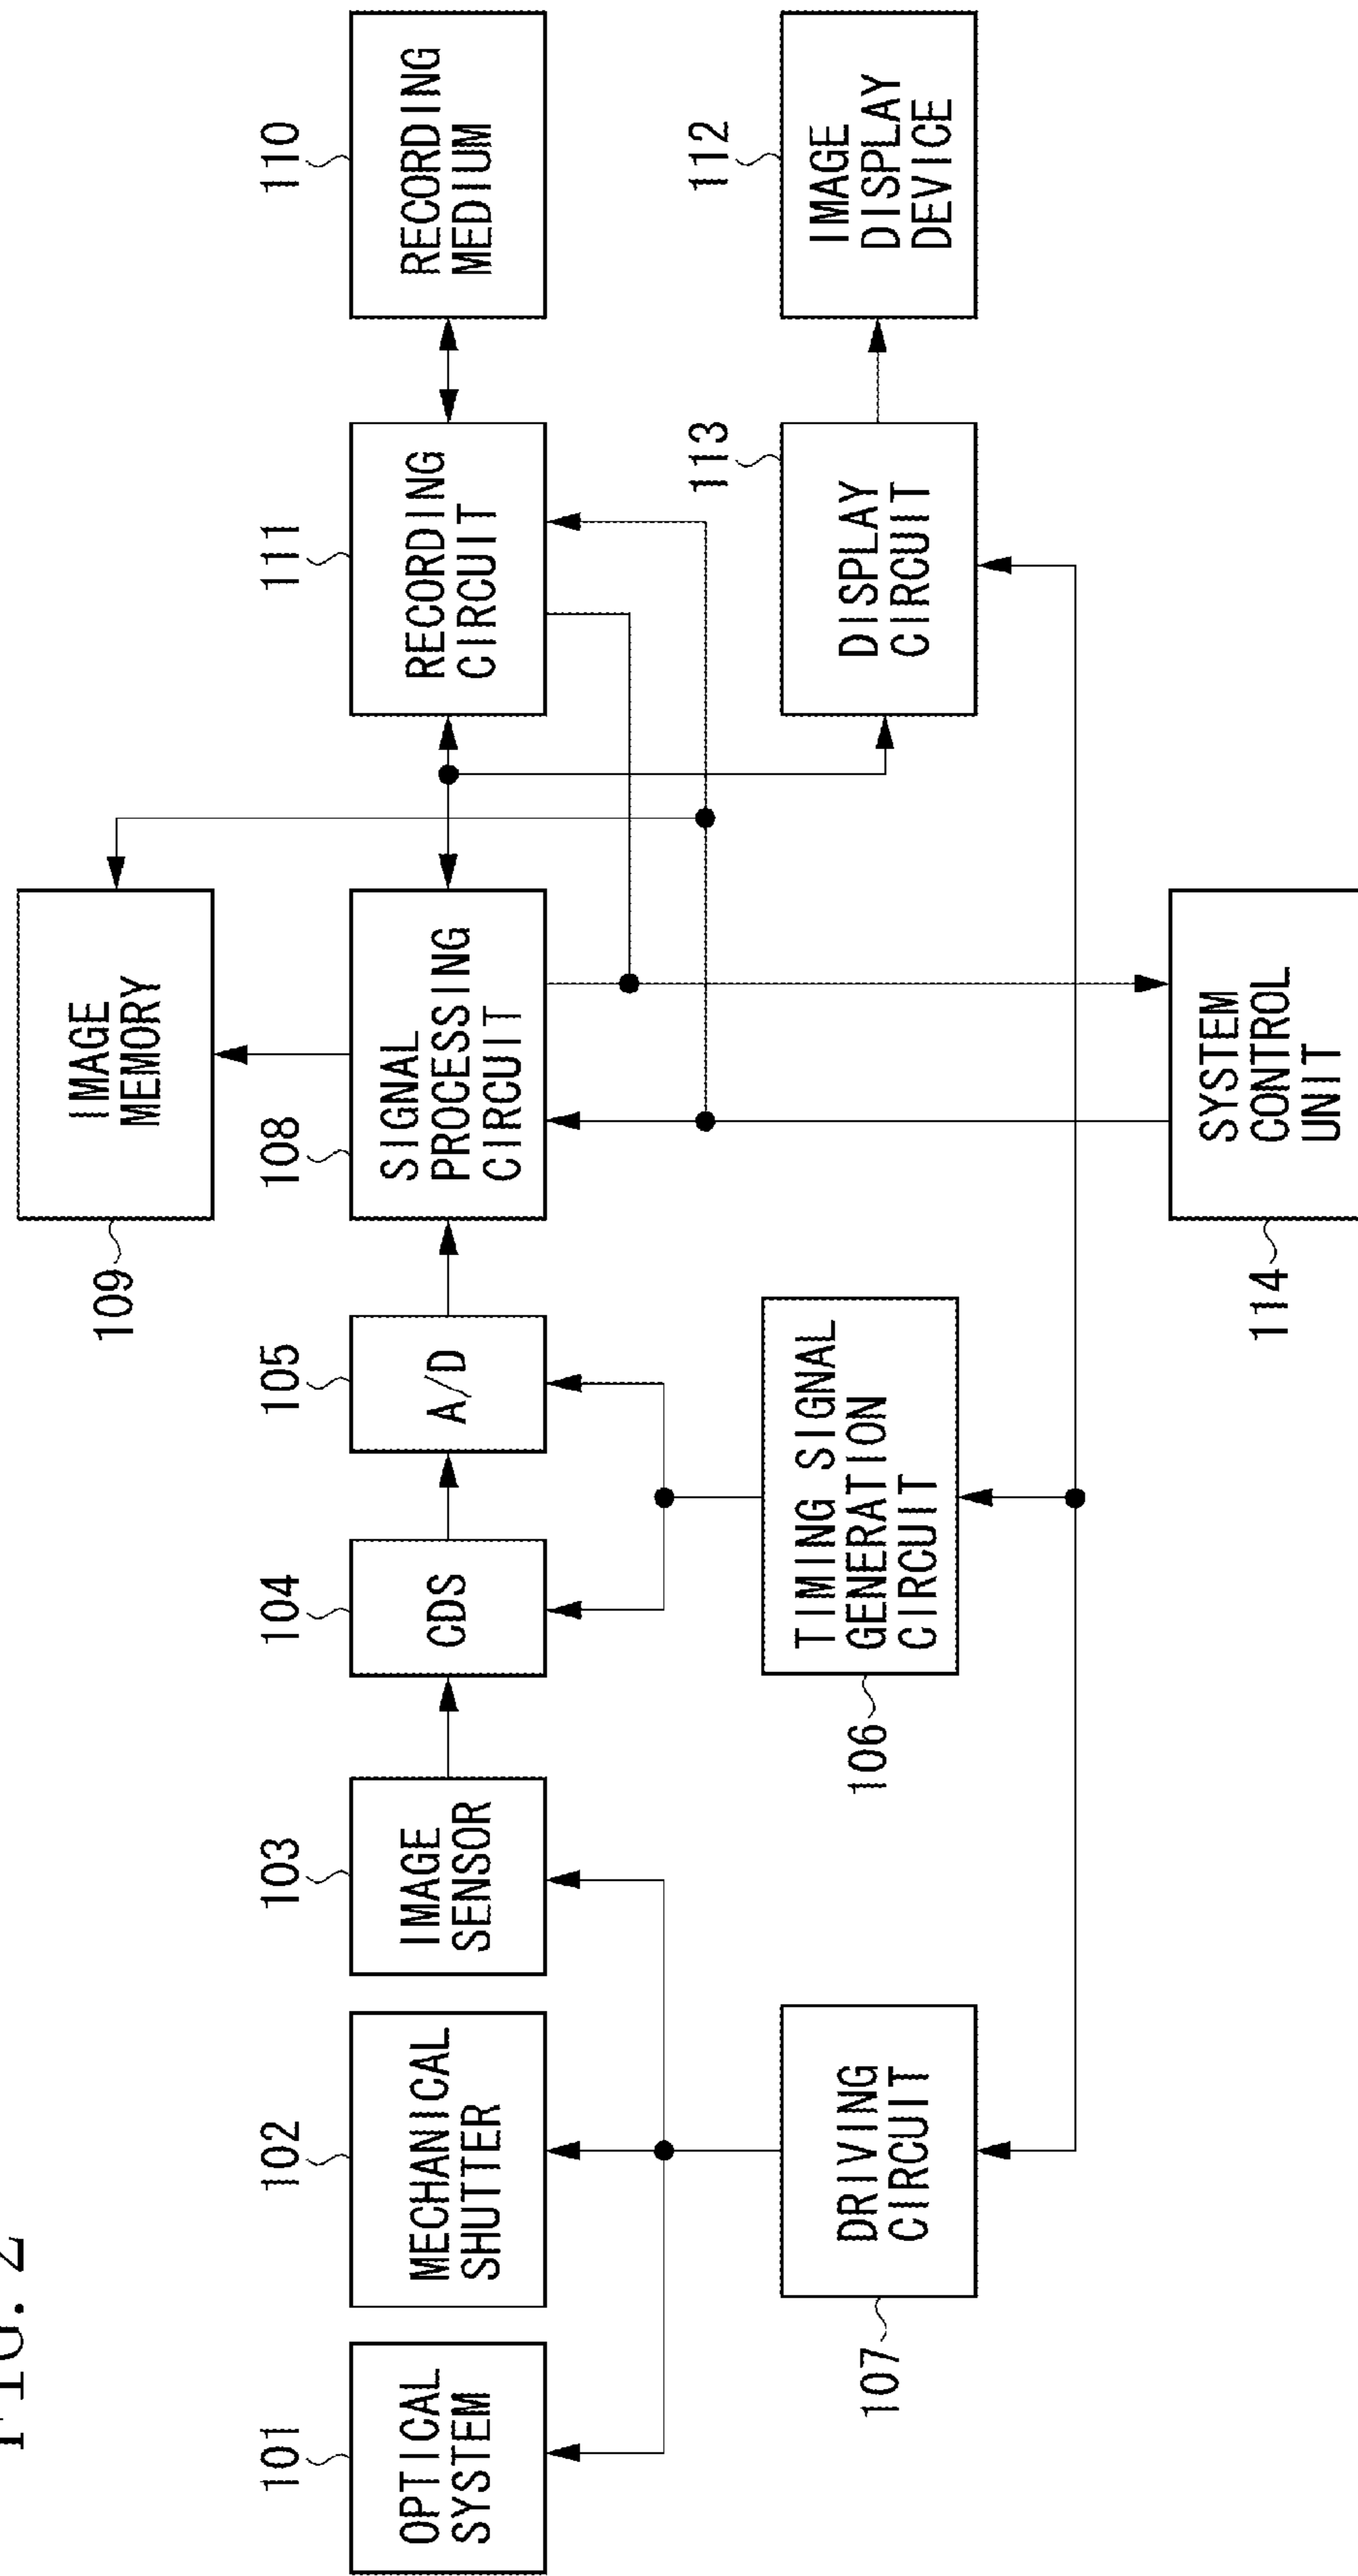 FIG. 2
101
OPTICAL
SYSTEM
102
MECHANICAL
SHUTTER
103
IMAGE
SENSOR
104
CDS
105
A/D
108
SIGNAL
PROCESSING
CIRCUIT
109
IMAGE
MEMORY
111
RECORDING
CIRCUIT
110
RECORDING
MEDIUM
107
DRIVING
CIRCUIT
106
TIMING SIGNAL
GENERATION
CIRCUIT
113
DISPLAY
CIRCUIT
112
IMAGE
DISPLAY
DEVICE
114
SYSTEM
CONTROL
UNIT